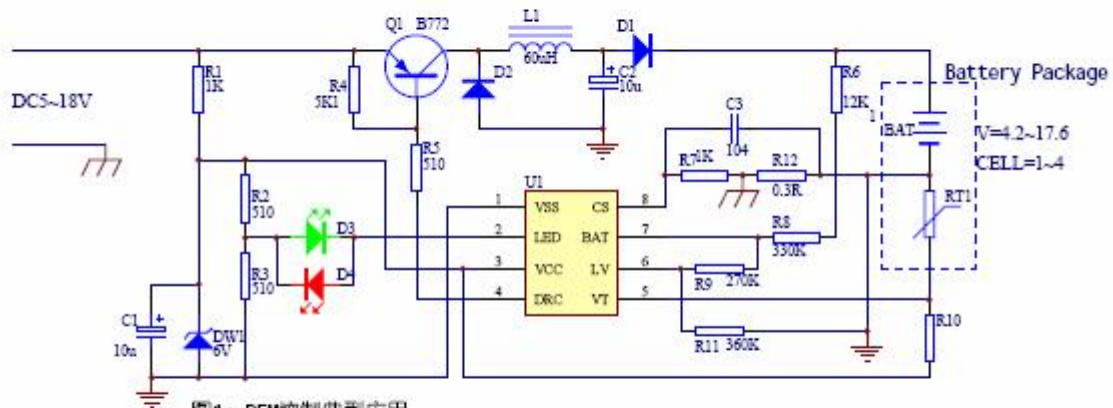 Q1 B772
L1
60uH
D1
R1
1K
R4
5K1
D2
C2
10u
R6
12K
Battery Package
DC5~18V
C3
104
1
BAT
V=4.2~17.6
CELL=1~4
R5
510
R7
1K
R12
0.3R
RT1
R2
510
U1
1 VSS CS 8
2 LED BAT 7
3 VCC LV 6
4 DRC VT 5
D3
D4
R8
330K
R3
510
R9
270K
C1
10u
DW1
6V
R11 360K
R10